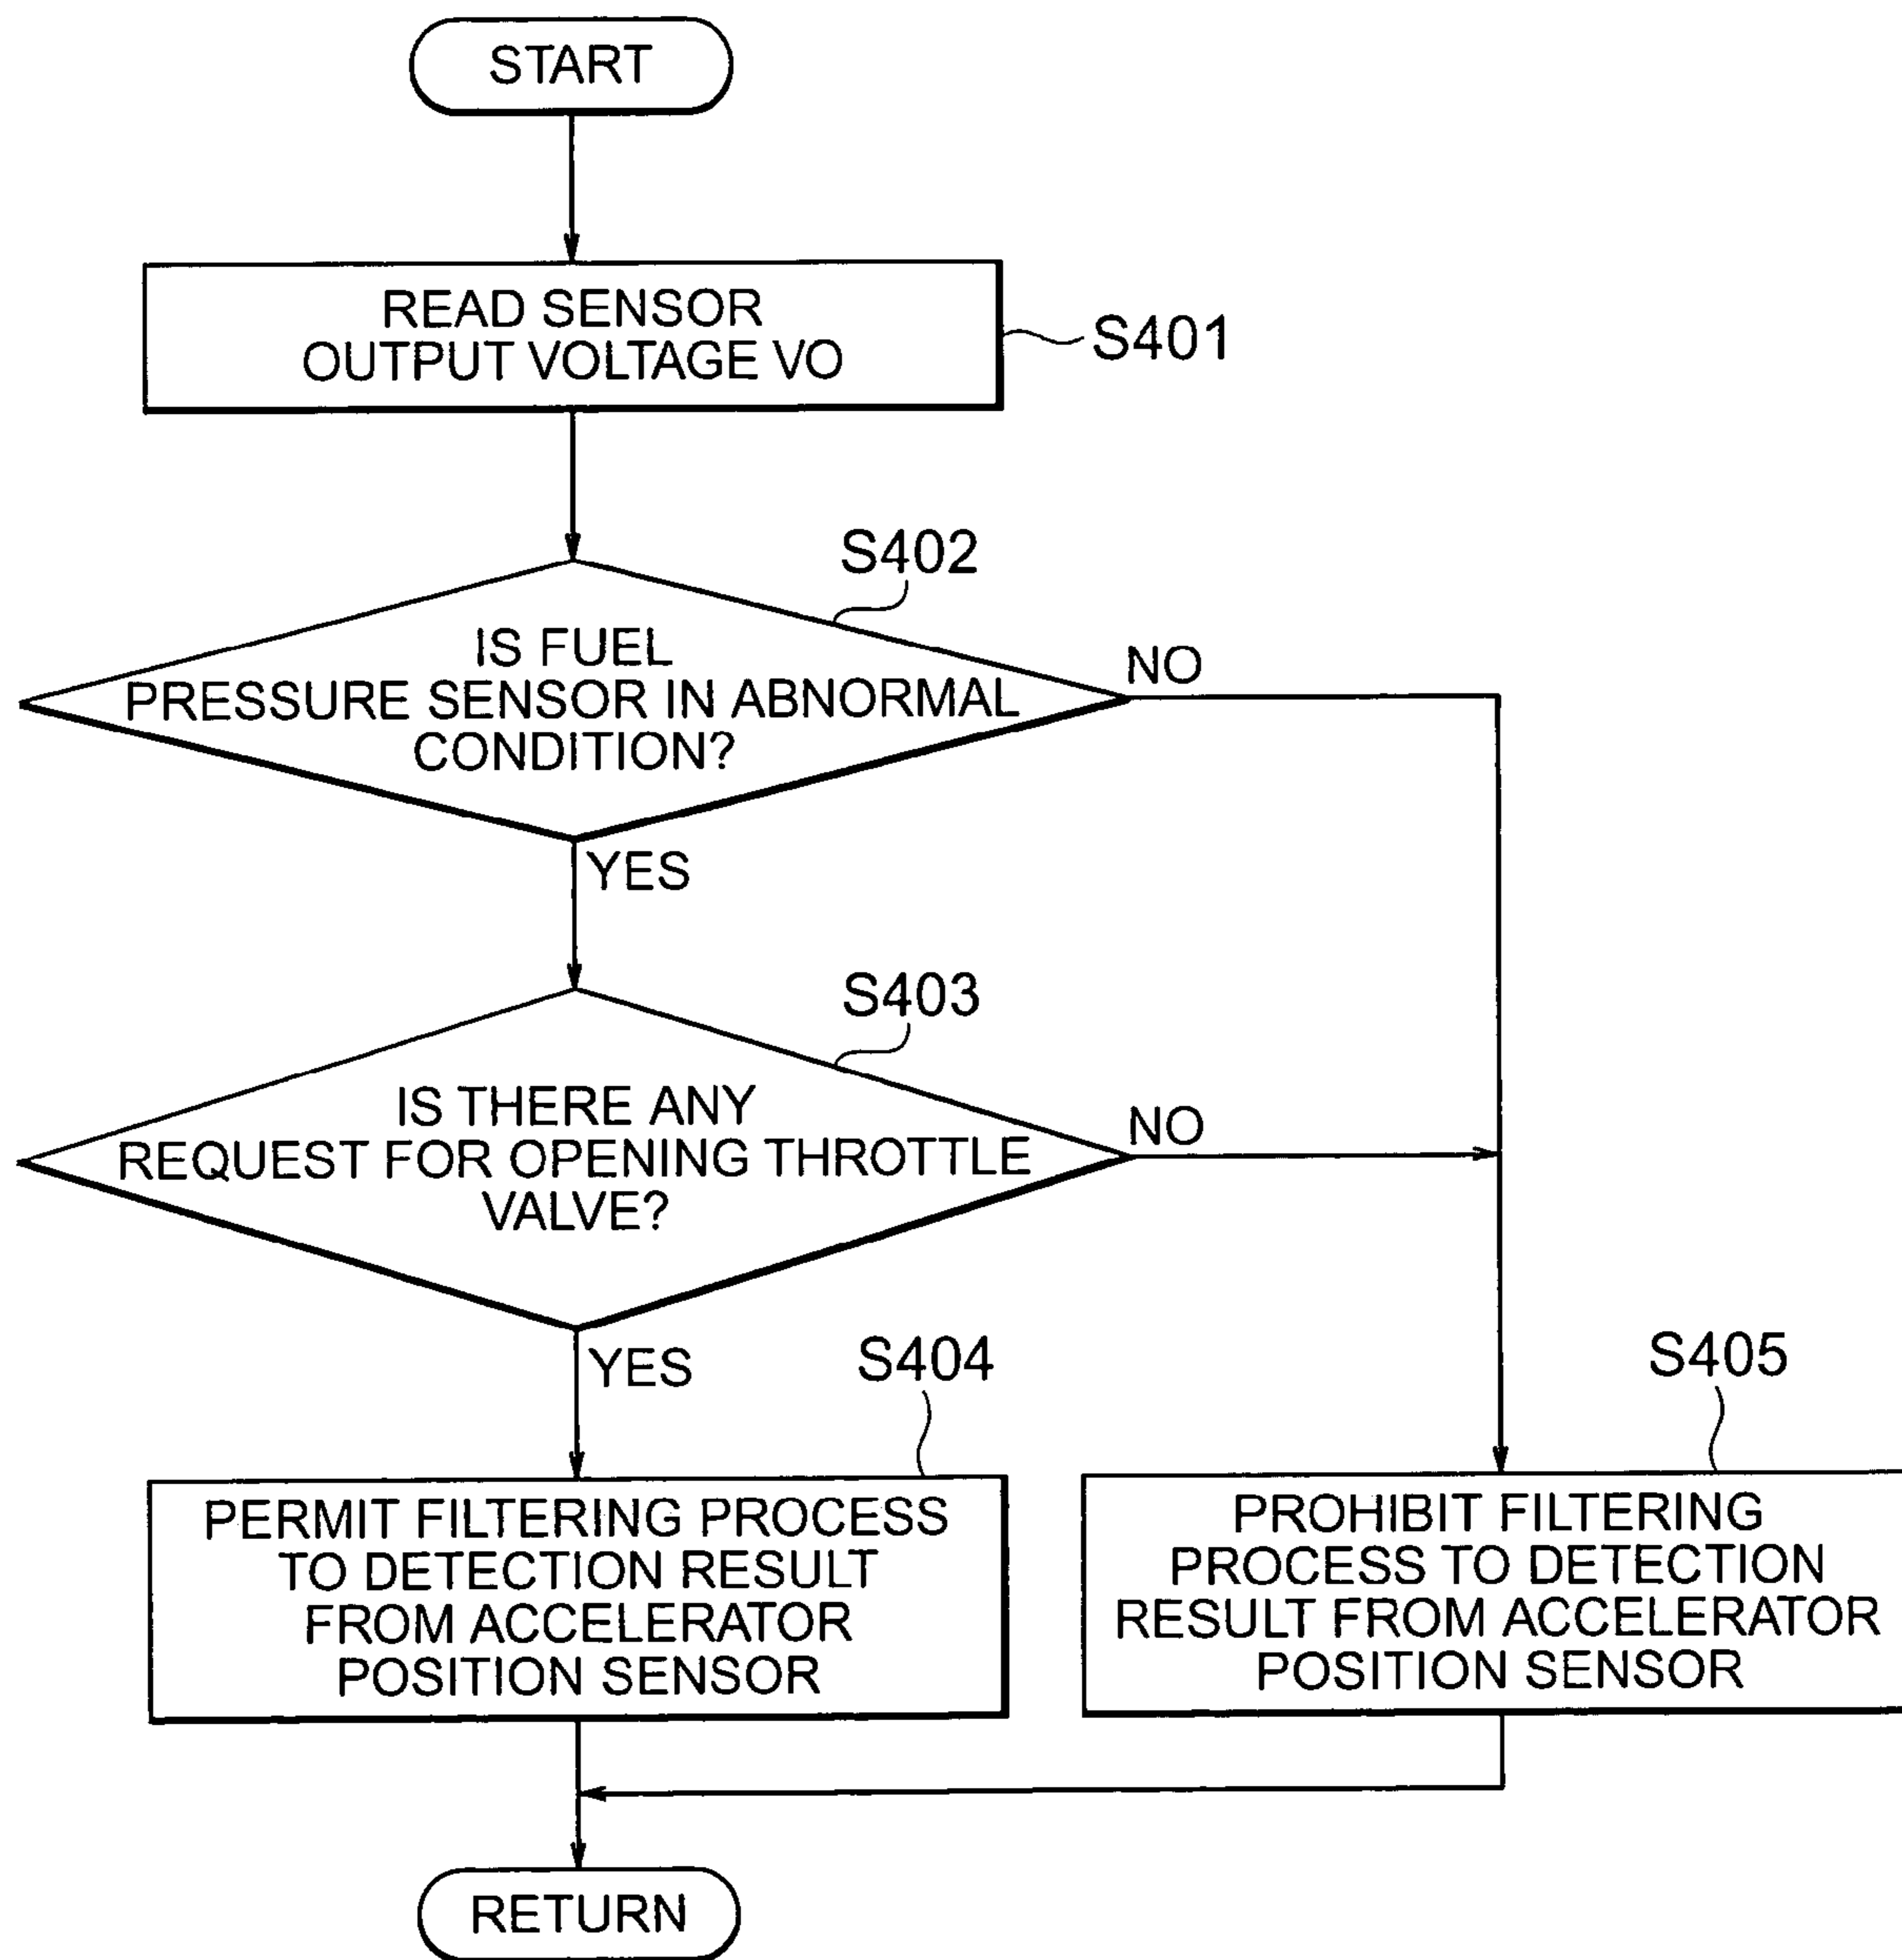 START
READ SENSOR
OUTPUT VOLTAGE VO
S401
S402
IS FUEL
PRESSURE SENSOR IN ABNORMAL
CONDITION?
NO
YES
S403
IS THERE ANY
REQUEST FOR OPENING THROTTLE
VALVE?
NO
YES
S404
PERMIT FILTERING PROCESS
TO DETECTION RESULT
FROM ACCELERATOR
POSITION SENSOR
S405
PROHIBIT FILTERING
PROCESS TO DETECTION
RESULT FROM ACCELERATOR
POSITION SENSOR
RETURN